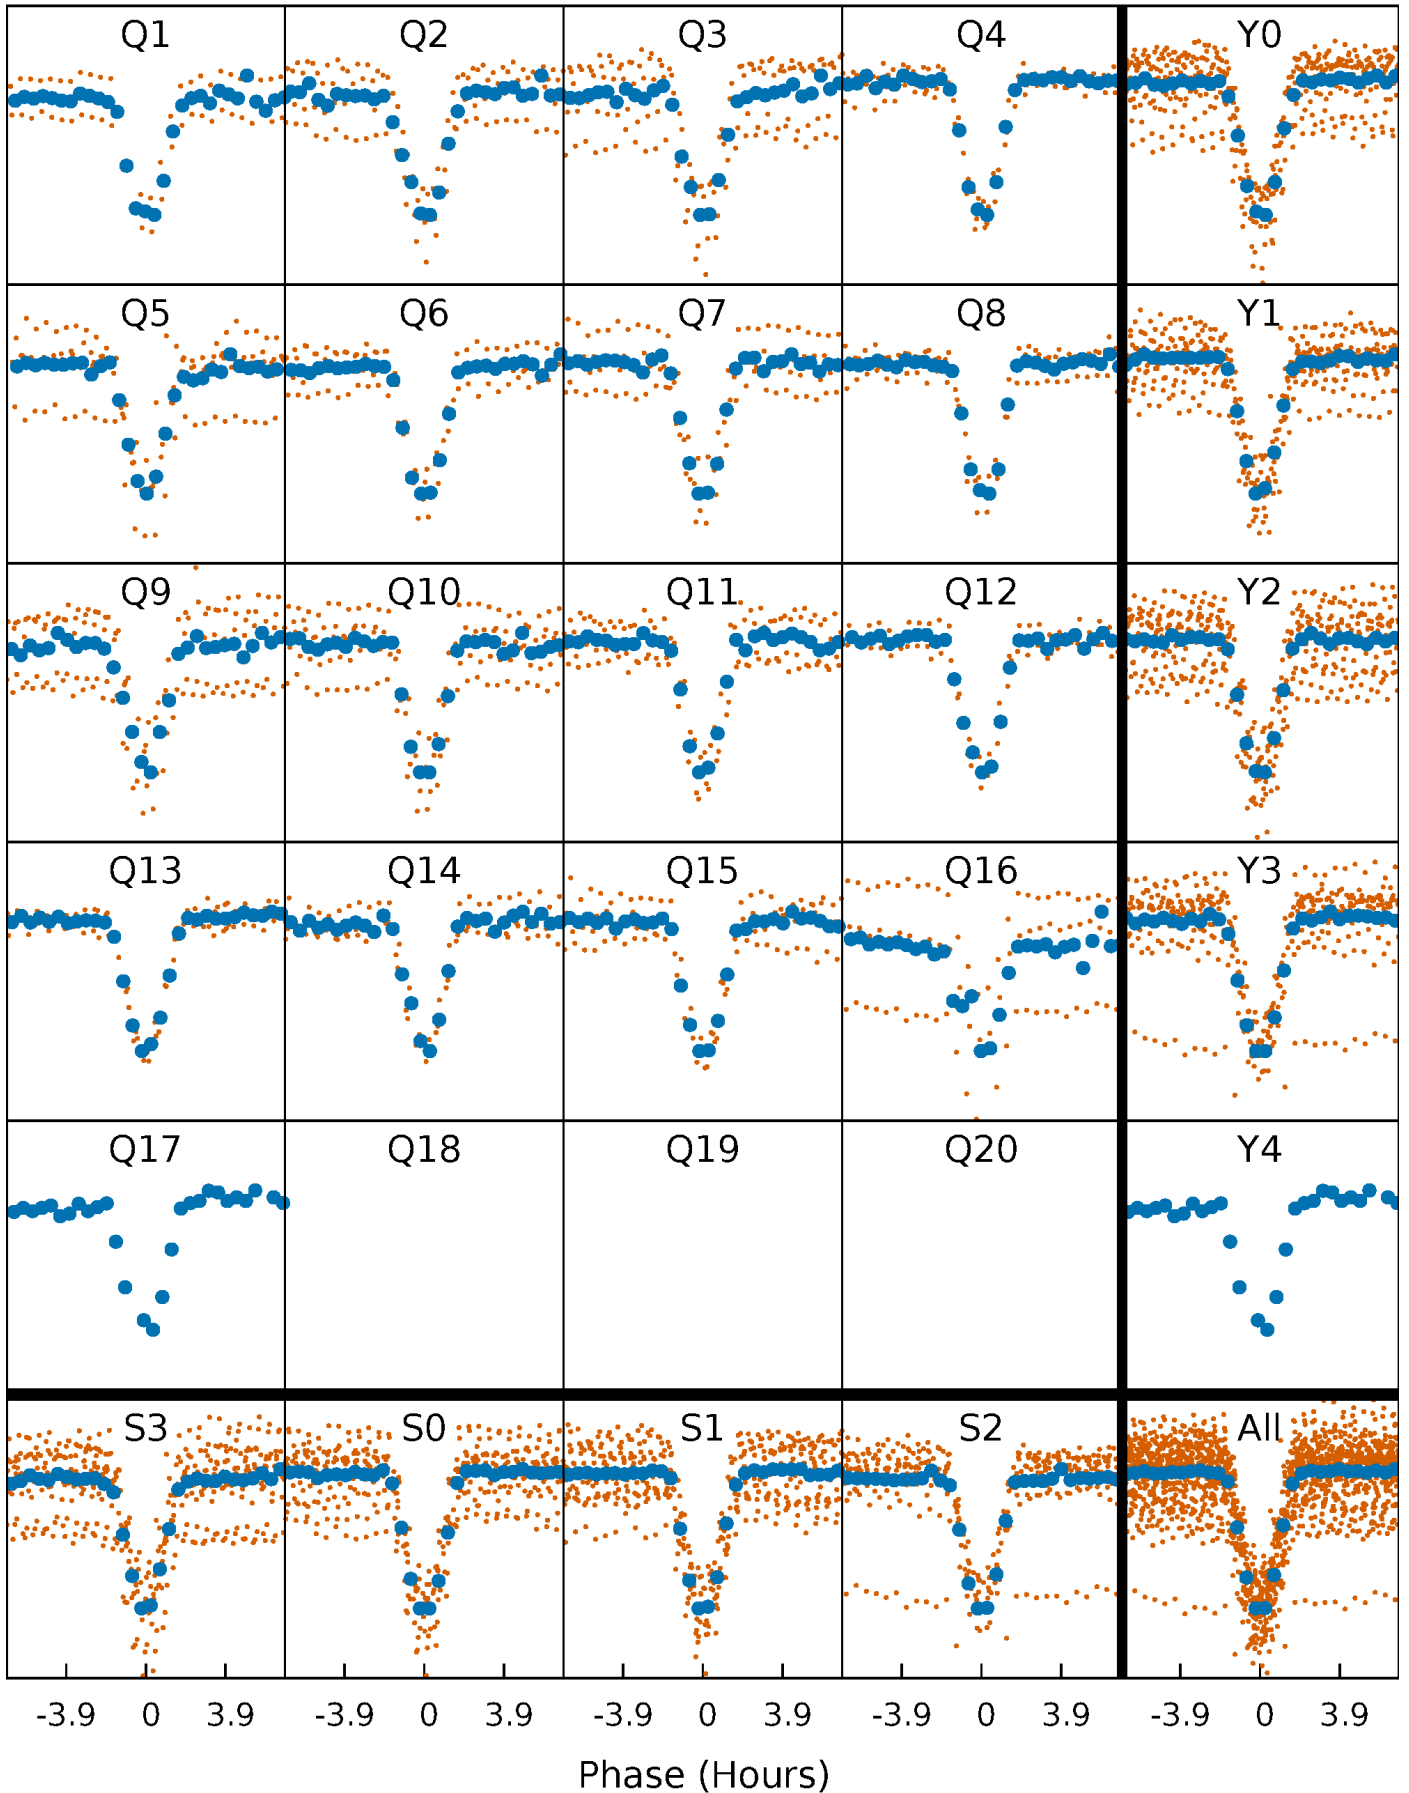 Q1 Q2 Q3 Q4 Y0
Q5 Q6 Q7 Q8 Y1
Q9 Q10 Q11 Q12 Y2
Q13 Q14 Q15 Q16 Y3
Q17 Q18 Q19 Q20 Y4
S3 S0 S1 S2 All
-3.9 0 3.9 -3.9 0 3.9 -3.9 0 3.9 -3.9 0 3.9 -3.9 0 3.9
Phase (Hours)